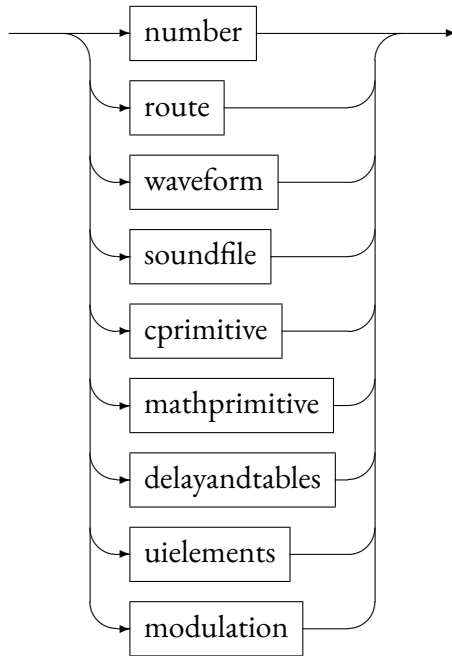 number
route
waveform
soundfile
cprimitive
mathprimitive
delayandtables
uielements
modulation